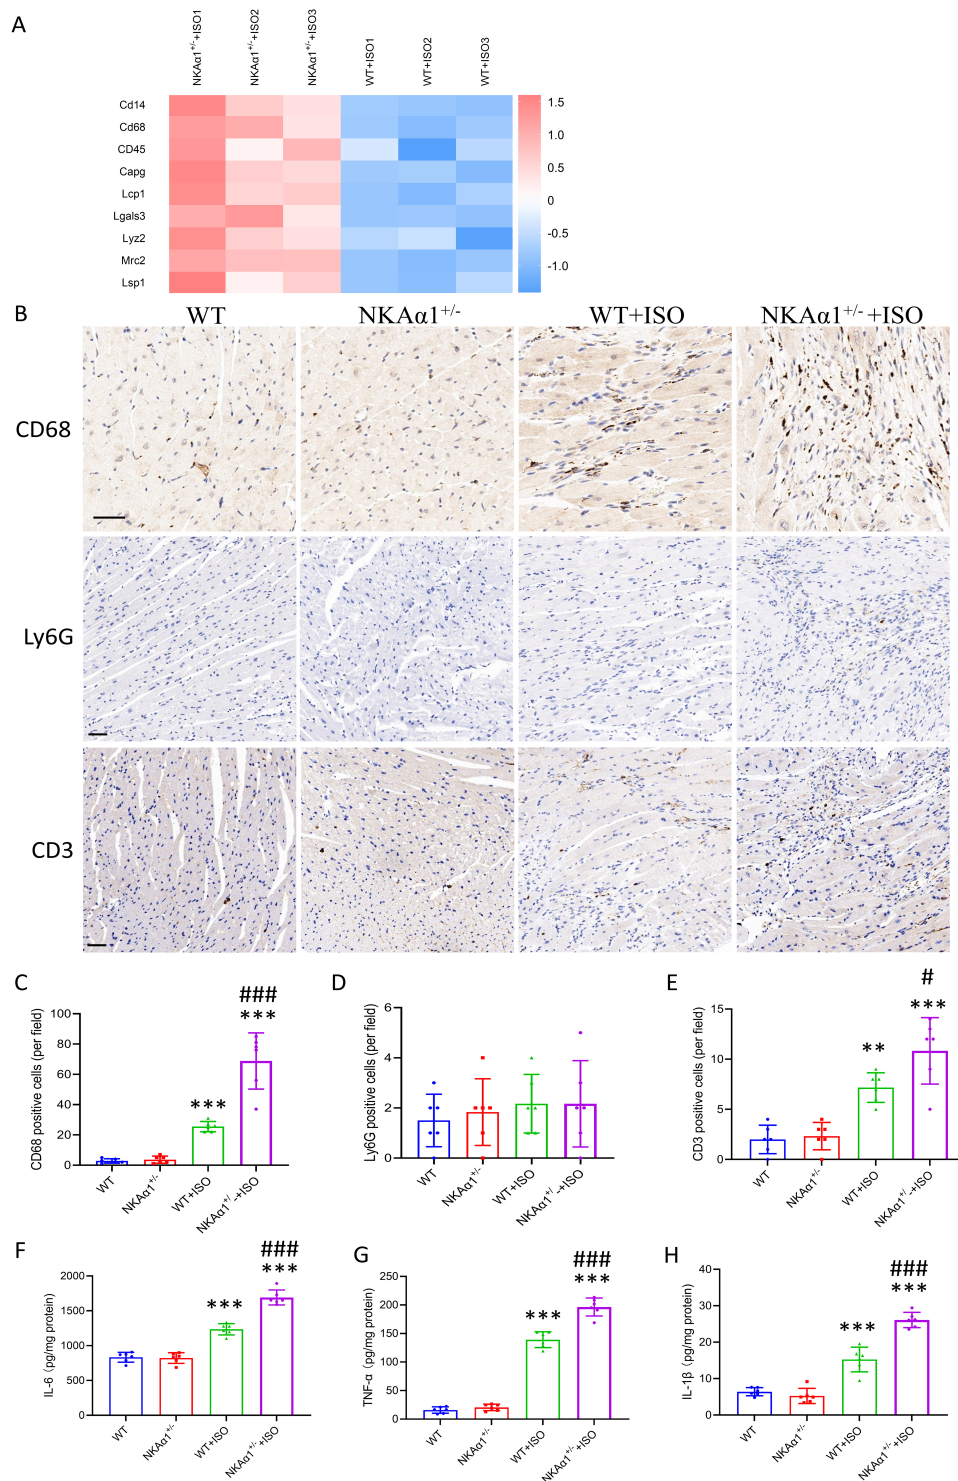 A
NKAα1+/-+ISO1
NKAα1+/-+ISO2
NKAα1+/-+ISO3
WT+ISO1
WT+ISO2
WT+ISO3
Cd14
Cd68
CD45
Capg
Lcp1
Lgals3
Lyz2
Mrc2
Lsp1
1.5
1.0
0.5
0
-0.5
-1.0
B
WT
NKAα1+/-
WT+ISO
NKAα1+/- +ISO
CD68
Ly6G
CD3
C
CD68 positive cells (per field)
100
80
60
40
20
0
***
###
***
WT
NKAα1+/-
WT+ISO
NKAα1+/-+ISO
D
Ly6G positive cells (per field)
6
4
2
0
WT
NKAα1+/-
WT+ISO
NKAα1+/-+ISO
E
CD3 positive cells (per field)
15
10
5
0
**
#
***
WT
NKAα1+/-
WT+ISO
NKAα1+/-+ISO
F
IL-6 (pg/mg protein)
2000
1500
1000
500
0
***
###
***
WT
NKAα1+/-
WT+ISO
NKAα1+/-+ISO
G
TNF-α (pg/mg protein)
250
200
150
100
50
0
***
###
***
WT
NKAα1+/-
WT+ISO
NKAα1+/-+ISO
H
IL-1β (pg/mg protein)
40
30
20
10
0
***
###
***
WT
NKAα1+/-
WT+ISO
NKAα1+/-+ISO